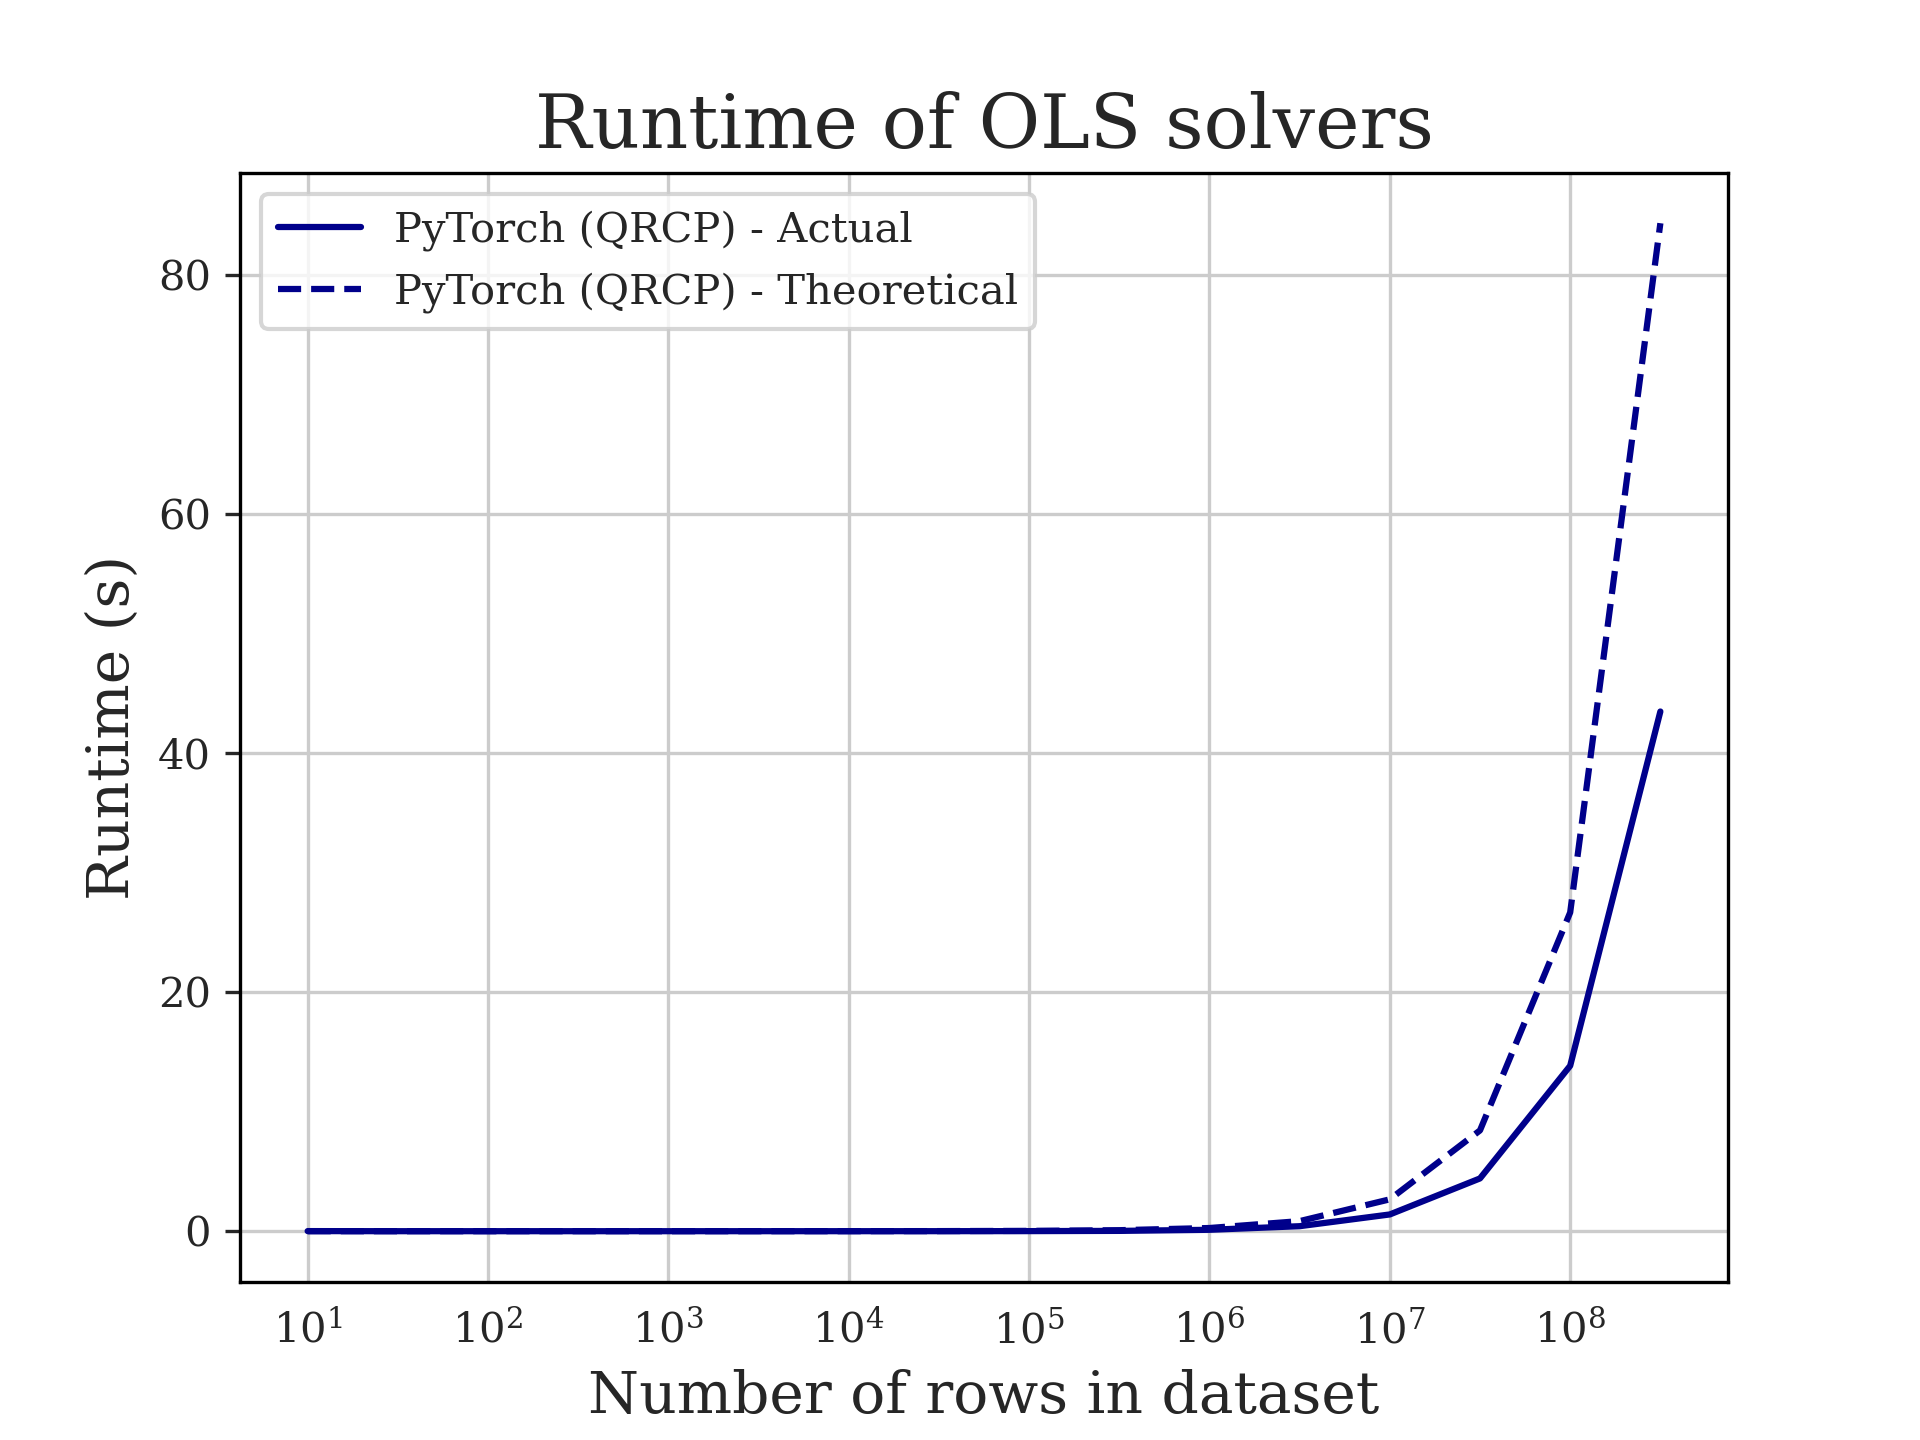 Runtime of OLS solvers
PyTorch (QRCP) - Actual
PyTorch (QRCP) - Theoretical
80
60
40
20
0
Runtime (s)
10¹ 10² 10³ 10⁴ 10⁵ 10⁶ 10⁷ 10⁸
Number of rows in dataset